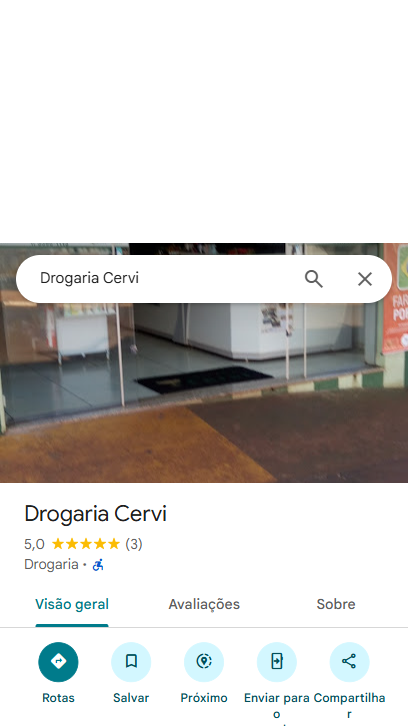 Drogaria Cervi
FAR
Drogaria Cervi
5,0 (3)
Drogaria ·
Visão geral
Avaliações
Sobre
Rotas
Salvar
Próximo
Enviar para o
Compartilhar